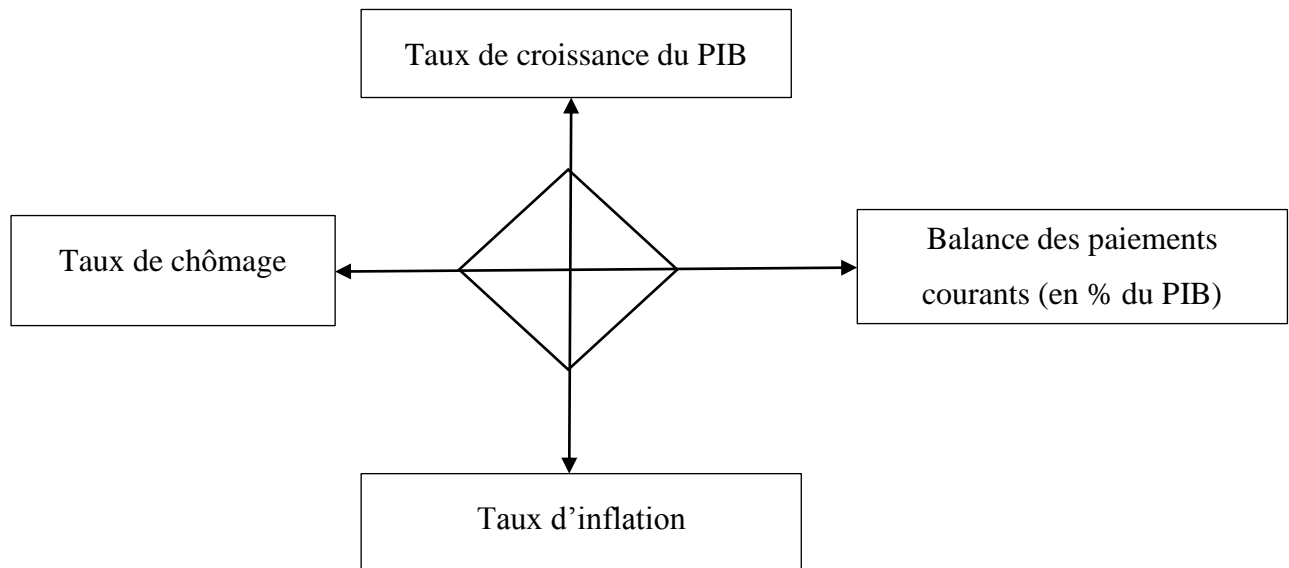 Taux de croissance du PIB
Taux de chômage
Balance des paiements
courants (en % du PIB)
Taux d’inflation